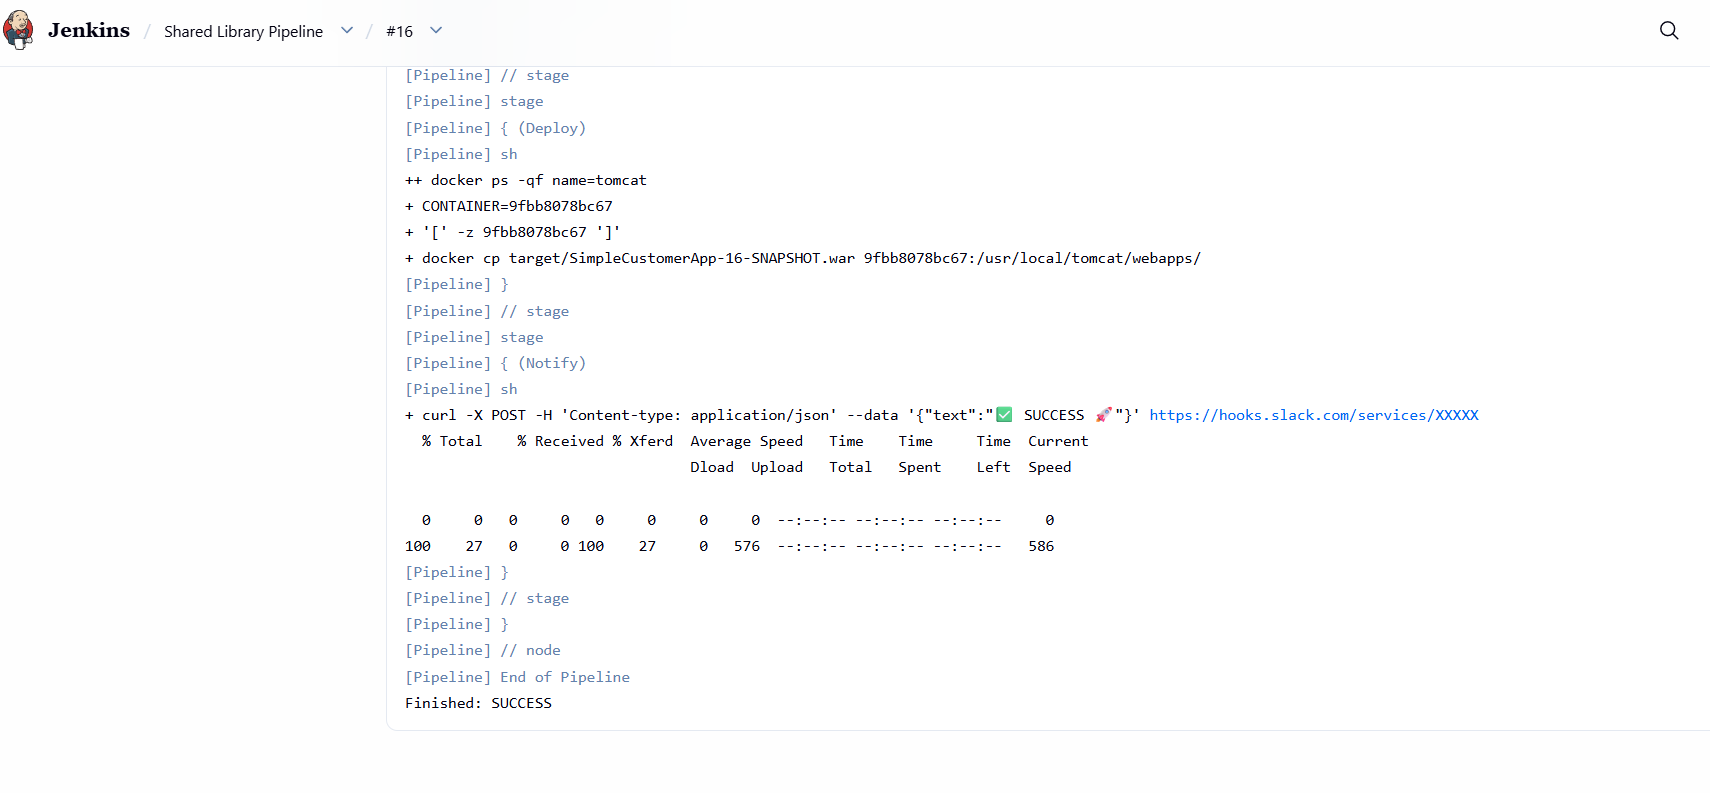 Jenkins / Shared Library Pipeline / #16
[Pipeline] // stage
[Pipeline] stage
[Pipeline] { (Deploy)
[Pipeline] sh
++ docker ps -qf name=tomcat
+ CONTAINER=9fbb8078bc67
+ '[' -z 9fbb8078bc67 ']'
+ docker cp target/SimpleCustomerApp-16-SNAPSHOT.war 9fbb8078bc67:/usr/local/tomcat/webapps/
[Pipeline] }
[Pipeline] // stage
[Pipeline] stage
[Pipeline] { (Notify)
[Pipeline] sh
+ curl -X POST -H 'Content-type: application/json' --data '{"text":"✅ SUCCESS 🚀"}' https://hooks.slack.com/services/XXXXX
  % Total    % Received % Xferd  Average Speed   Time    Time     Time  Current
                                 Dload  Upload   Total   Spent    Left  Speed
  0     0   0     0   0     0     0     0  --:--:-- --:--:-- --:--:--     0
100    27   0     0 100    27     0   576  --:--:-- --:--:-- --:--:--   586
[Pipeline] }
[Pipeline] // stage
[Pipeline] }
[Pipeline] // node
[Pipeline] End of Pipeline
Finished: SUCCESS